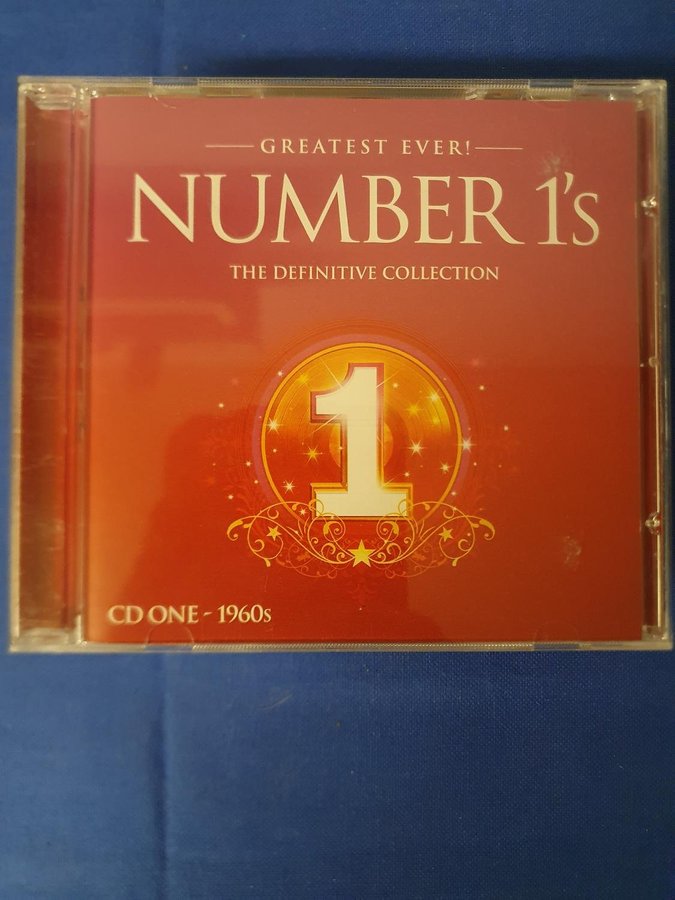 GREATEST EVER!
NUMBER 1's
THE DEFINITIVE COLLECTION
1
CD ONE - 1960s